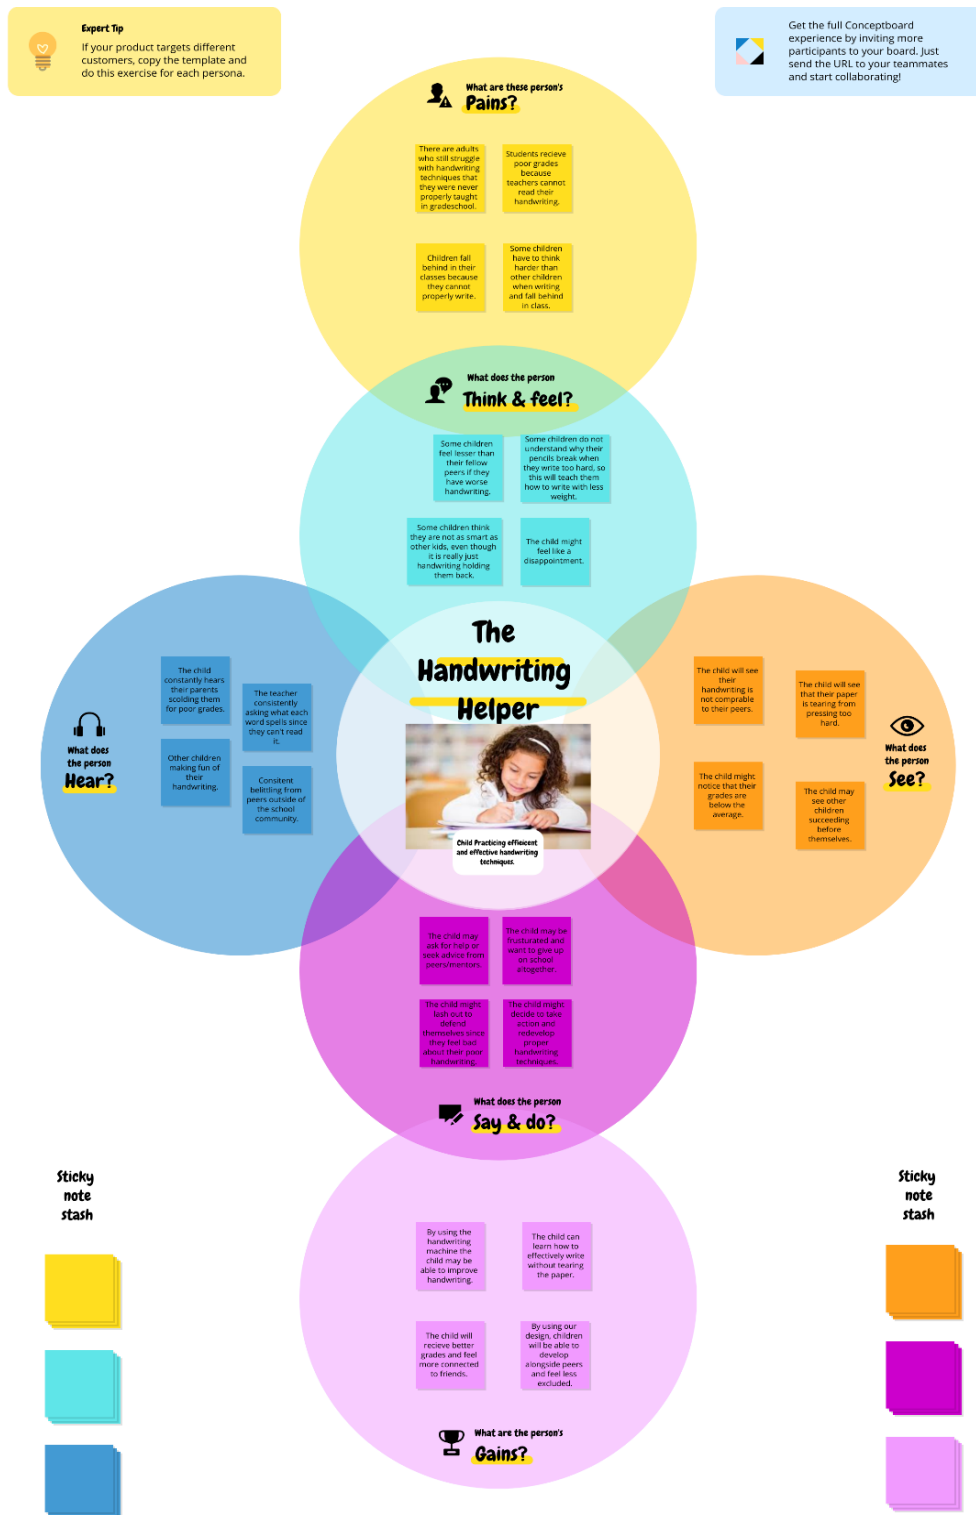 Expert Tip
If your product targets different
customers, copy the template and
do this exercise for each persona.
Get the full Conceptboard
experience by inviting more
participants to your board. Just
send the URL to your teammates
and start collaborating!
What are these person's
Pains?
There are adults
who still struggle
with handwriting
techniques that
they were never
properly taught
in gradeschool.
Students recieve
poor grades
because
teachers cannot
read their
handwriting.
Children fall
behind in their
classes because
they cannot
properly write.
Some children
have to think
harder than
other children
when writing
and fall behind
in class.
What does the person
Think & feel?
Some children
feel lesser than
their fellow
peers if they
have worse
handwriting.
Some children do not
understand why their
pencils break when
they write too hard, so
this will teach them
how to write with less
weight.
Some children think
they are not as smart as
other kids, even though
it is really just
handwriting holding
them back.
The child might
feel like a
disappointment.
The
Handwriting
Helper
Child Practicing effieicent
and effective handwriting
techniques.
What does
the person
Hear?
The child
constantly hears
their parents
scolding them
for poor grades.
The teacher
consistently
asking what each
word spells since
they can't read
it.
Other children
making fun of
their
handwriting.
Consitent
belittling from
peers outside of
the school
community.
The child will see
their
handwriting is
not comprable
to their peers.
The child will see
that their paper
is tearing from
pressing too
hard.
The child might
notice that their
grades are
below the
average.
The child may
see other
children
succeeding
before
themselves.
What does
the person
See?
The child may
ask for help or
seek advice from
peers/mentors.
The child may be
frusturated and
want to give up
on school
altogether.
The child might
lash out to
defend
themselves since
they feel bad
about their poor
handwriting.
The child might
decide to take
action and
redevelop
proper
handwriting
techniques.
What does the person
Say & do?
By using the
handwriting
machine the
child may be
able to improve
handwriting.
The child can
learn how to
effectively write
without tearing
the paper.
The child will
recieve better
grades and feel
more connected
to friends.
By using our
design, children
will be able to
develop
alongside peers
and feel less
excluded.
What are the person's
Gains?
Sticky
note
stash
Sticky
note
stash